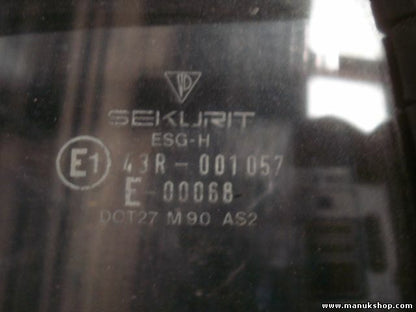 SEKURIT
ESG-H
E1 43R-001057
E-00068
DOT27 M90 AS2
www.manukshop.com